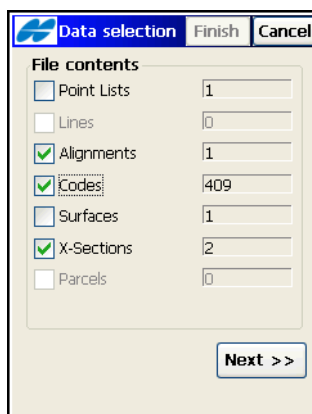 Data selection Finish Cancel
File contents
Point Lists 1
Lines 0
Alignments 1
Codes 409
Surfaces 1
X-Sections 2
Parcels 0
Next >>